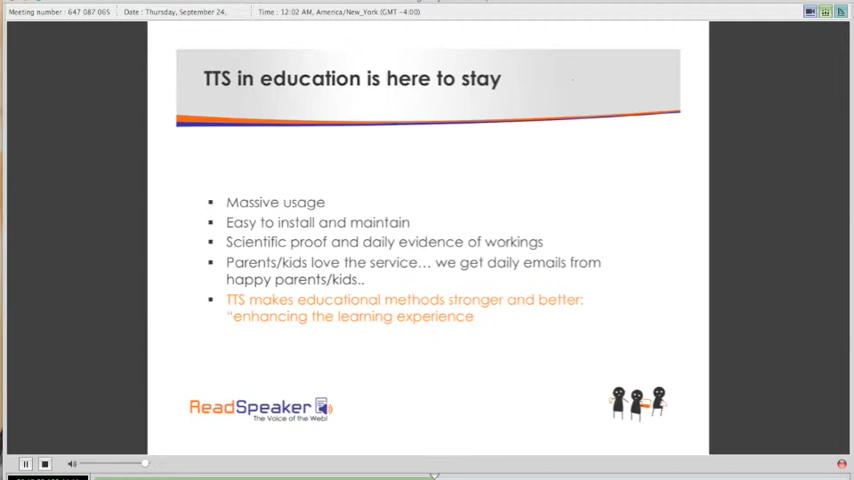 Meeting number: 647 087 065 Date: Thursday, September 24, Time: 12:02 AM, America/New_York (GMT -4:00)
TTS in education is here to stay
Massive usage
Easy to install and maintain
Scientific proof and daily evidence of workings
Parents/kids love the service... we get daily emails from
happy parents/kids..
TTS makes educational methods stronger and better:
“enhancing the learning experience
ReadSpeaker
The Voice of the Web!